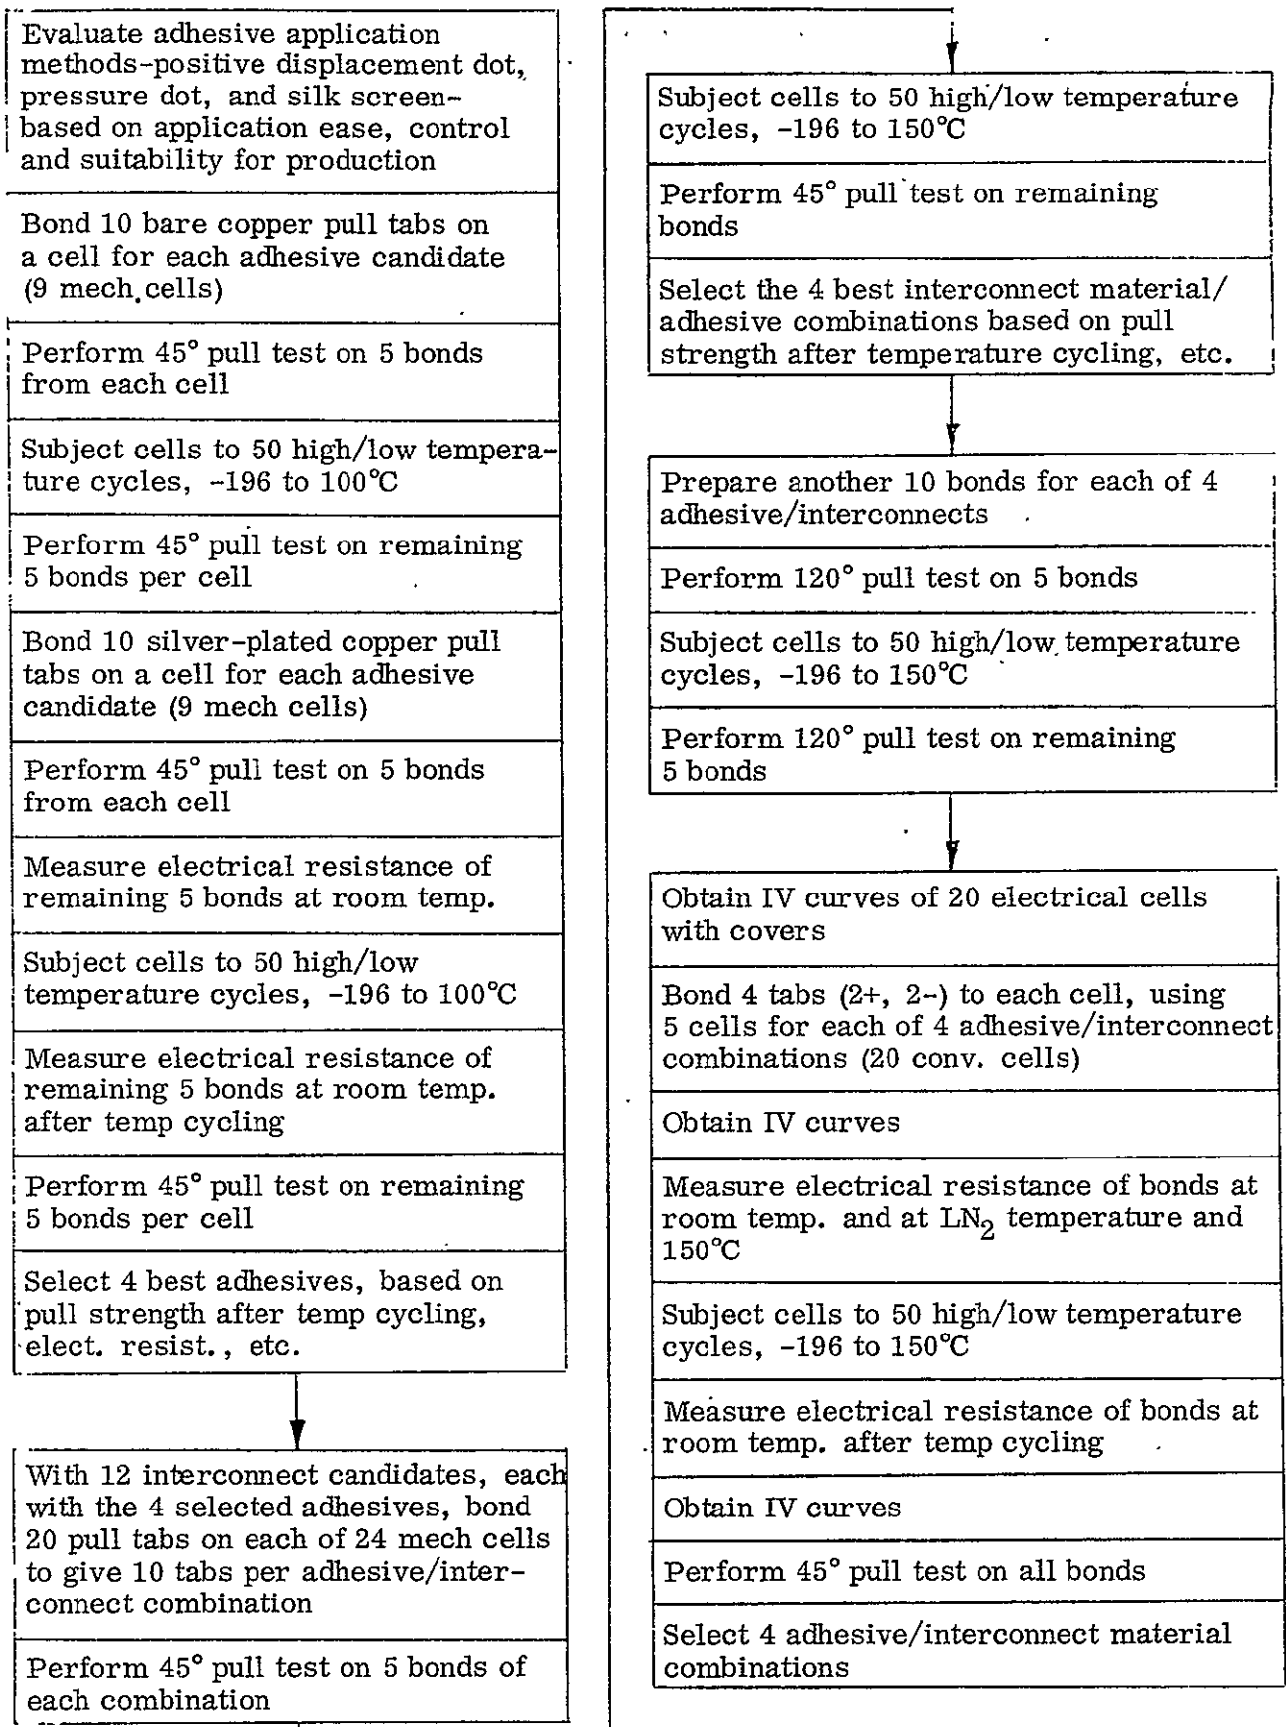 Evaluate adhesive application
methods-positive displacement dot,
pressure dot, and silk screen-
based on application ease, control
and suitability for production
Bond 10 bare copper pull tabs on
a cell for each adhesive candidate
(9 mech cells)
Perform 45° pull test on 5 bonds
from each cell
Subject cells to 50 high/low tempera-
ture cycles, -196 to 100°C
Perform 45° pull test on remaining
5 bonds per cell
Bond 10 silver-plated copper pull
tabs on a cell for each adhesive
candidate (9 mech cells)
Perform 45° pull test on 5 bonds
from each cell
Measure electrical resistance of
remaining 5 bonds at room temp.
Subject cells to 50 high/low
temperature cycles, -196 to 100°C
Measure electrical resistance of
remaining 5 bonds at room temp.
after temp cycling
Perform 45° pull test on remaining
5 bonds per cell
Select 4 best adhesives, based on
pull strength after temp cycling,
elect. resist., etc.
With 12 interconnect candidates, each
with the 4 selected adhesives, bond
20 pull tabs on each of 24 mech cells
to give 10 tabs per adhesive/inter-
connect combination
Perform 45° pull test on 5 bonds of
each combination
Subject cells to 50 high/low temperature
cycles, -196 to 150°C
Perform 45° pull test on remaining
bonds
Select the 4 best interconnect material/
adhesive combinations based on pull
strength after temperature cycling, etc.
Prepare another 10 bonds for each of 4
adhesive/interconnects
Perform 120° pull test on 5 bonds
Subject cells to 50 high/low temperature
cycles, -196 to 150°C
Perform 120° pull test on remaining
5 bonds
Obtain IV curves of 20 electrical cells
with covers
Bond 4 tabs (2+, 2-) to each cell, using
5 cells for each of 4 adhesive/interconnect
combinations (20 conv. cells)
Obtain IV curves
Measure electrical resistance of bonds at
room temp. and at LN2 temperature and
150°C
Subject cells to 50 high/low temperature
cycles, -196 to 150°C
Measure electrical resistance of bonds at
room temp. after temp cycling
Obtain IV curves
Perform 45° pull test on all bonds
Select 4 adhesive/interconnect material
combinations